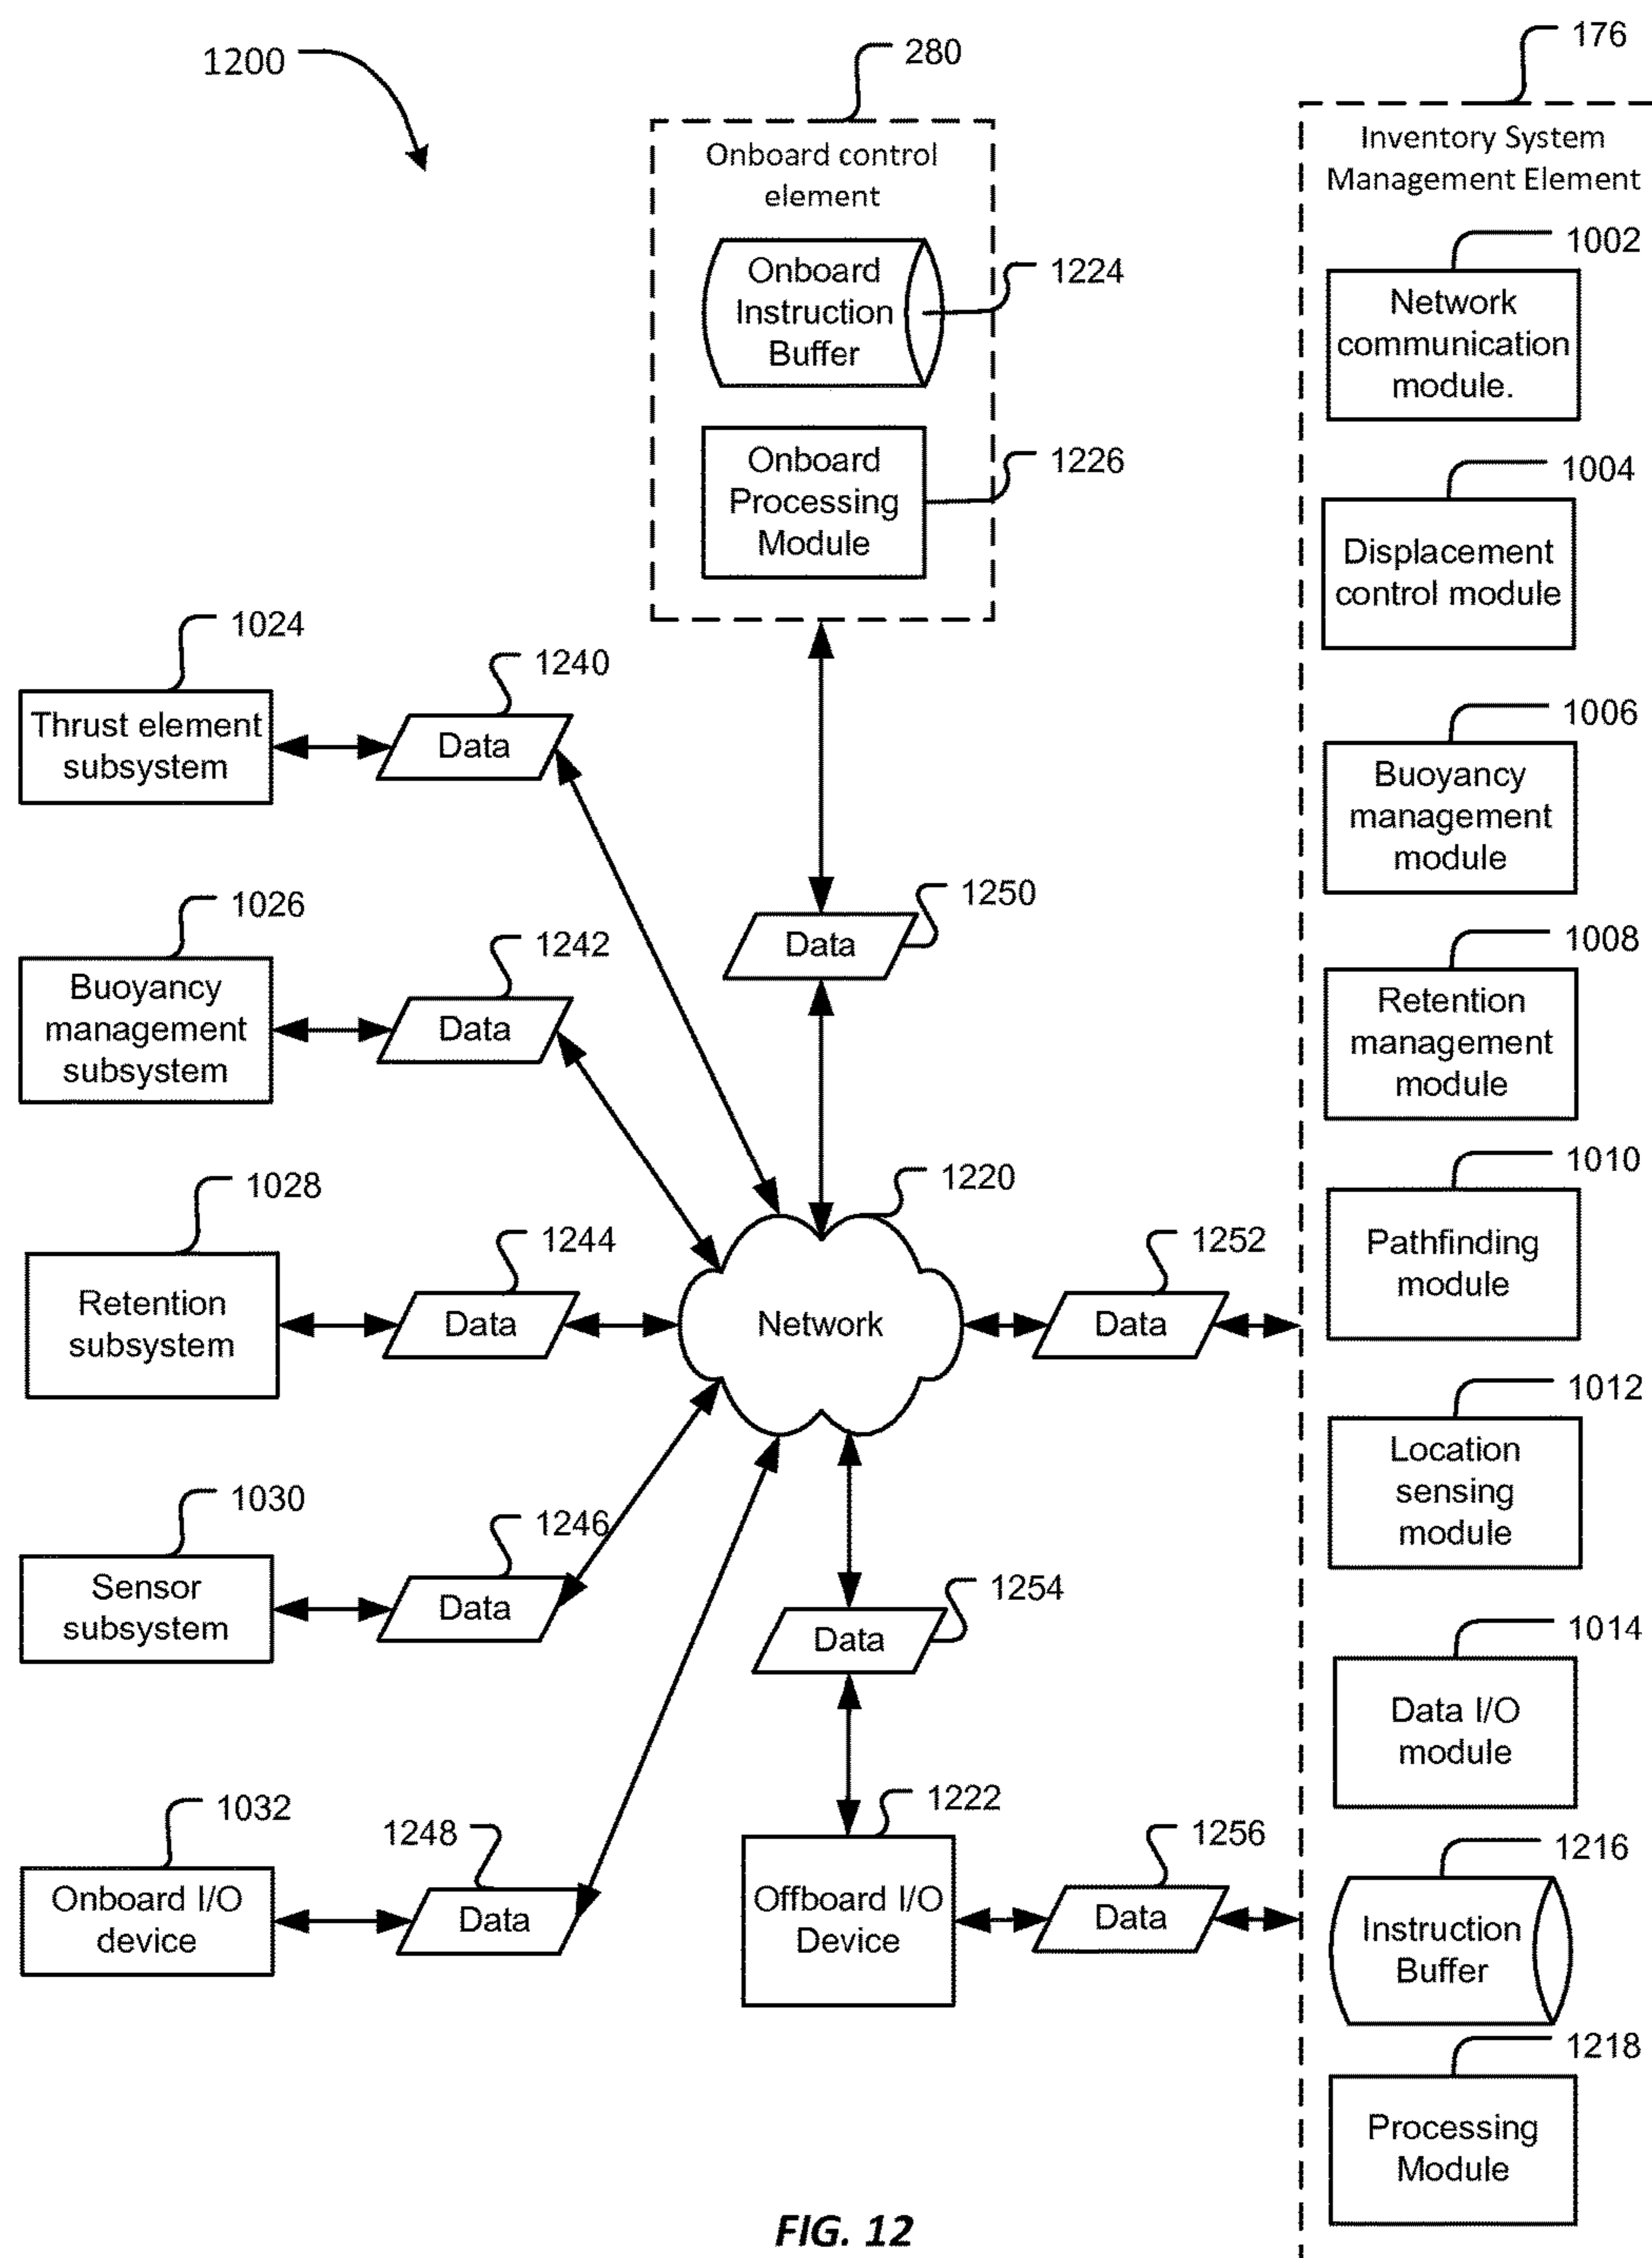 1200
280
176
Onboard control
element
Inventory System
Management Element
Onboard
Instruction
Buffer
1224
1002
Network
communication
module.
Onboard
Processing
Module
1226
1004
Displacement
control module
1024
Thrust element
subsystem
1240
Data
1006
Buoyancy
management
module
1026
Buoyancy
management
subsystem
1242
Data
1250
Data
1008
Retention
management
module
1028
Retention
subsystem
1244
Data
1220
Network
1252
Data
1010
Pathfinding
module
1012
Location
sensing
module
1030
Sensor
subsystem
1246
Data
1254
Data
1014
Data I/O
module
1032
Onboard I/O
device
1248
Data
1222
Offboard I/O
Device
1256
Data
1216
Instruction
Buffer
1218
Processing
Module
FIG. 12